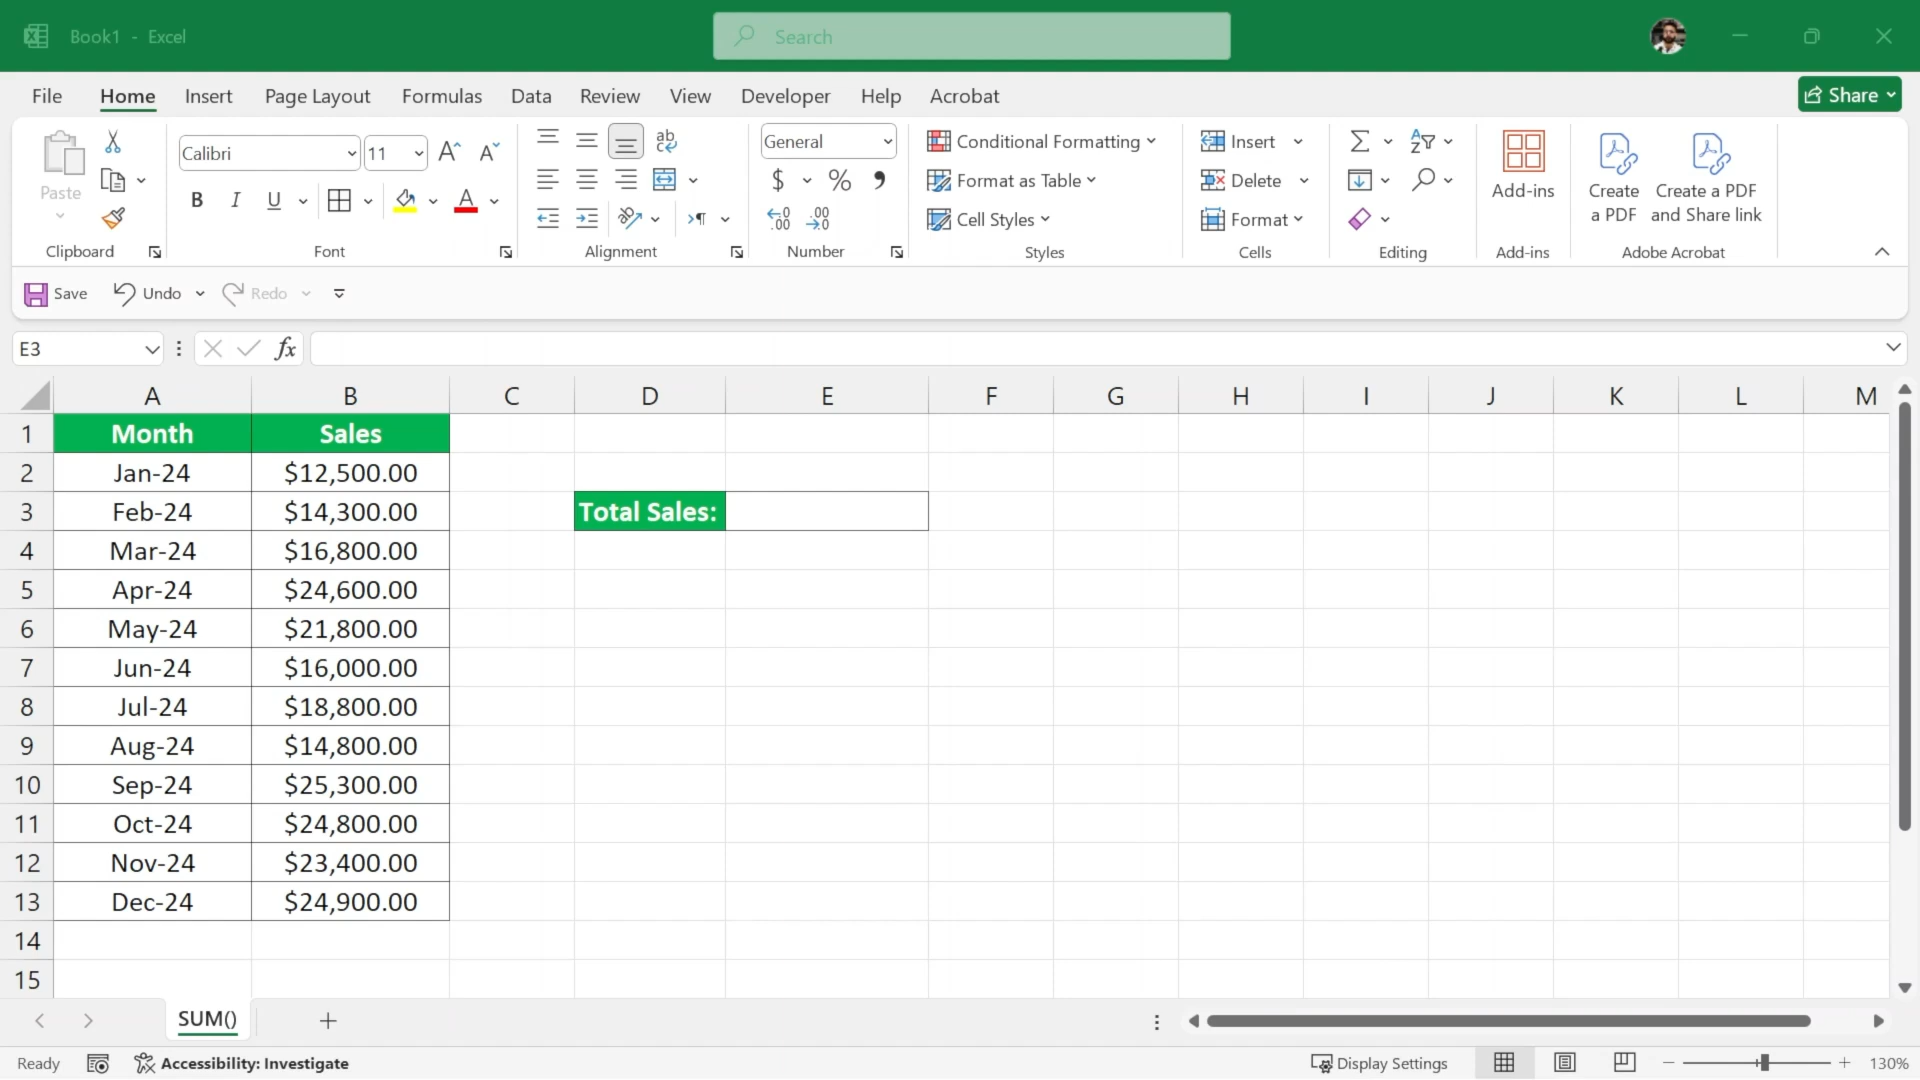 Book1 - Excel
Search
File Home Insert Page Layout Formulas Data Review View Developer Help Acrobat Share
Paste
Clipboard
Calibri 11
B I U
Font
Alignment
General
$ % ,
Number
Conditional Formatting
Format as Table
Cell Styles
Styles
Insert
Delete
Format
Cells
Editing
Add-ins
Add-ins
Create a PDF
Create a PDF and Share link
Adobe Acrobat
Save Undo Redo
E3 fx
A B C D E F G H I J K L M
1 Month Sales
2 Jan-24 $12,500.00
3 Feb-24 $14,300.00 Total Sales:
4 Mar-24 $16,800.00
5 Apr-24 $24,600.00
6 May-24 $21,800.00
7 Jun-24 $16,000.00
8 Jul-24 $18,800.00
9 Aug-24 $14,800.00
10 Sep-24 $25,300.00
11 Oct-24 $24,800.00
12 Nov-24 $23,400.00
13 Dec-24 $24,900.00
14
15
SUM()
Ready Accessibility: Investigate Display Settings 130%